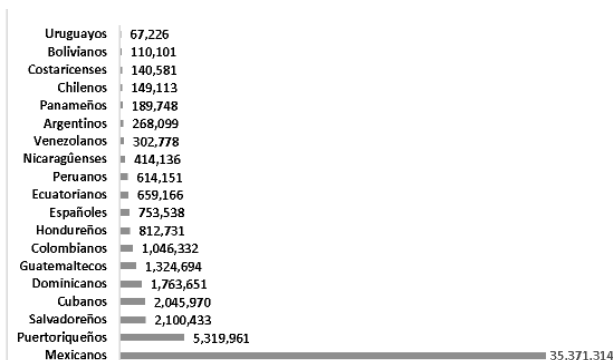 Uruguayos 67,226
Bolivianos 110,101
Costaricenses 140,581
Chilenos 149,113
Panameños 189,748
Argentinos 268,099
Venezolanos 302,778
Nicaragüenses 414,136
Peruanos 614,151
Ecuatorianos 659,166
Españoles 753,538
Hondureños 812,731
Colombianos 1,046,332
Guatemaltecos 1,324,694
Dominicanos 1,763,651
Cubanos 2,045,970
Salvadoreños 2,100,433
Puertoriqueños 5,319,961
Mexicanos 35,371,314